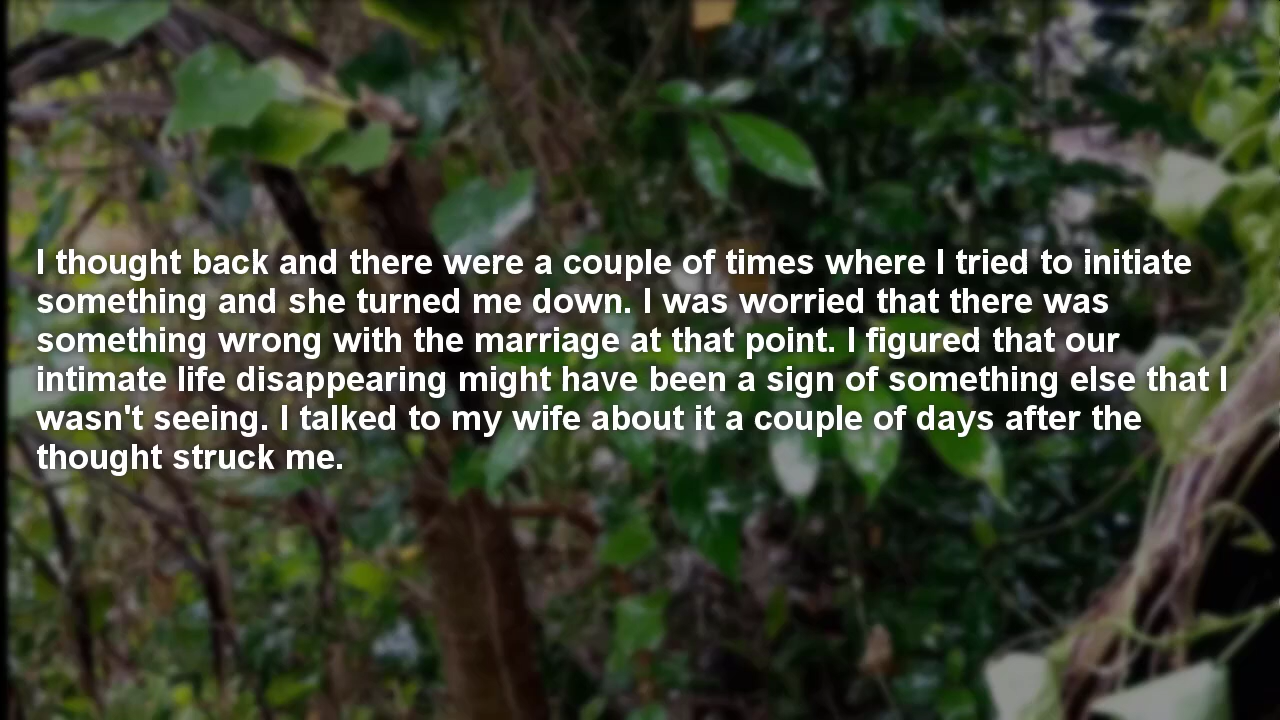 I thought back and there were a couple of times where I tried to initiate
something and she turned me down. I was worried that there was
something wrong with the marriage at that point. I figured that our
intimate life disappearing might have been a sign of something else that I
wasn't seeing. I talked to my wife about it a couple of days after the
thought struck me.